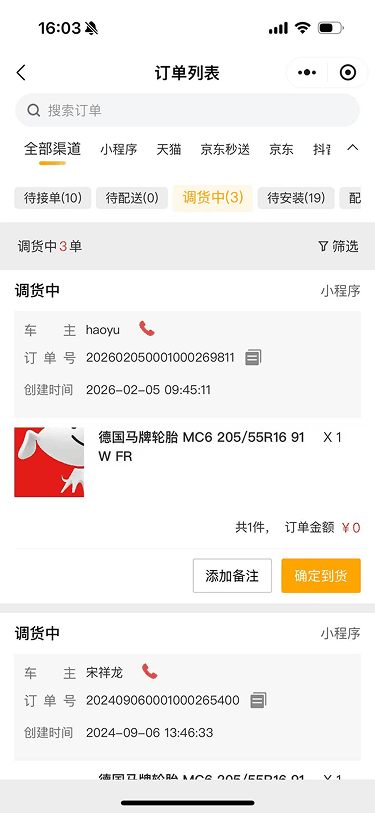 16:03
订单列表
搜索订单
全部渠道 小程序 天猫 京东秒送 京东 抖音
待接单(10) 待配送(0) 调货中(3) 待安装(19) 配
调货中3单 筛选
调货中 小程序
车 主 haoyu
订 单 号 202602050001000269811
创建时间 2026-02-05 09:45:11
德国马牌轮胎 MC6 205/55R16 91 X 1
W FR
共1件, 订单金额 ￥0
添加备注 确定到货
调货中 小程序
车 主 宋祥龙
订 单 号 202409060001000265400
创建时间 2024-09-06 13:46:33
德国马牌轮胎 MC6 205/55R16 91 X 1